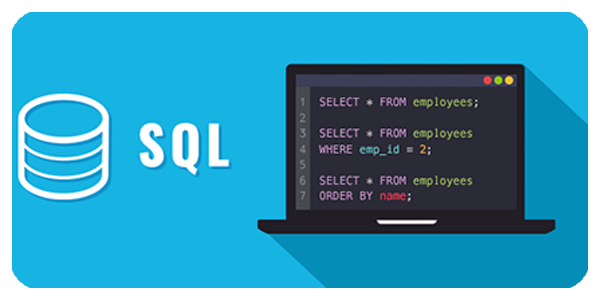 SQL
1 SELECT * FROM employees;
2
3 SELECT * FROM employees
4 WHERE emp_id = 2;
5
6 SELECT * FROM employees
7 ORDER BY name;